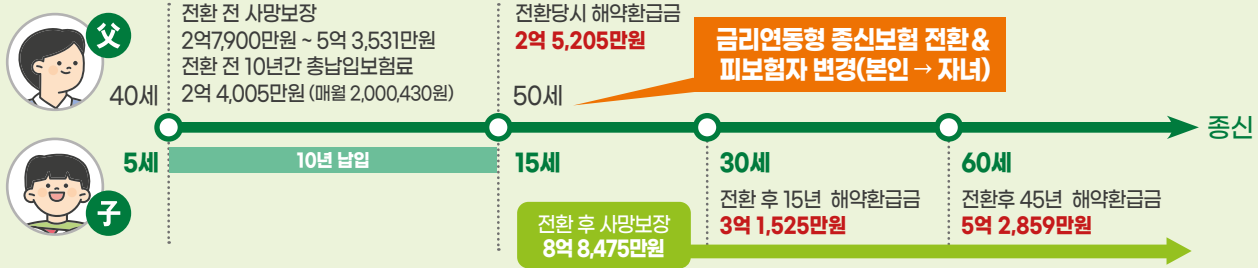 父
전환 전 사망보장
2억7,900만원 ~ 5억 3,531만원
전환 전 10년간 총납입보험료
2억 4,005만원 (매월 2,000,430원)
40세
전환당시 해약환급금
2억 5,205만원
50세
금리연동형 종신보험 전환 &
피보험자 변경(본인 → 자녀)
종신
子
5세
10년 납입
15세
30세
60세
전환 후 사망보장
8억 8,475만원
전환 후 15년 해약환급금
3억 1,525만원
전환후 45년 해약환급금
5억 2,859만원